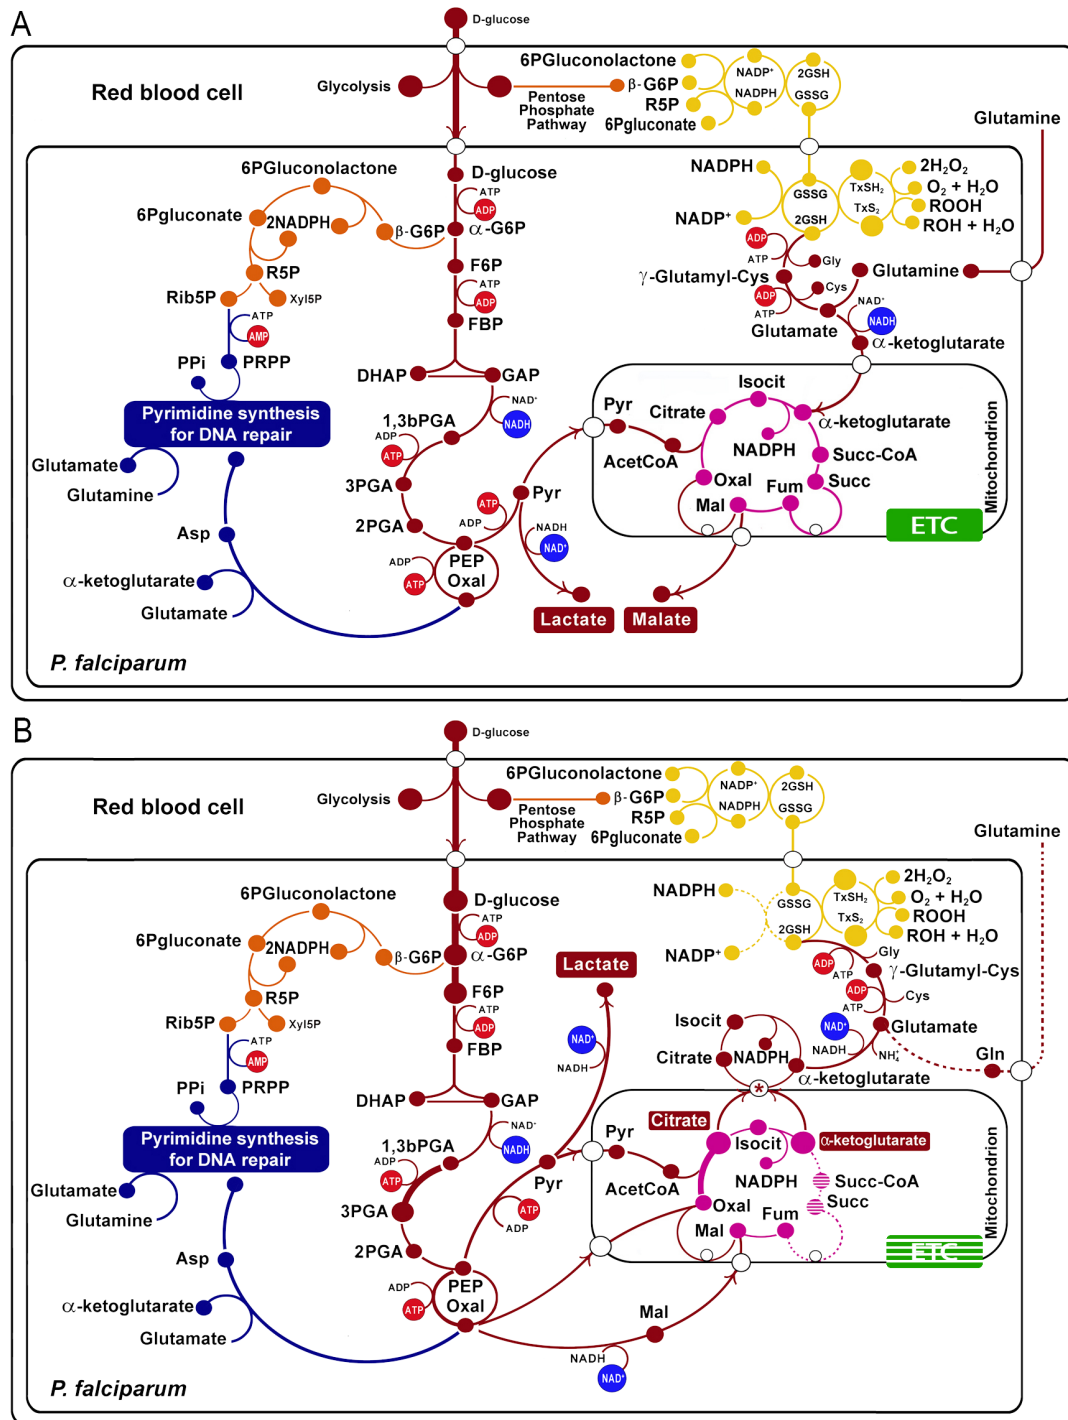 A
D-glucose
Red blood cell
Glycolysis
Pentose
Phosphate
Pathway
6PGluconolactone
β-G6P
R5P
6Pgluconate
NADP⁺
NADPH
2GSH
GSSG
Glutamine
6PGluconolactone
6Pgluconate
2NADPH
β-G6P
R5P
Rib5P
Xyl5P
ATP
AMP
PPi
PRPP
Pyrimidine synthesis
for DNA repair
Glutamate
Glutamine
Asp
α-ketoglutarate
Glutamate
P. falciparum
D-glucose
ATP
ADP
α-G6P
F6P
ATP
ADP
FBP
DHAP
GAP
NAD⁺
NADH
1,3bPGA
ADP
ATP
3PGA
2PGA
ADP
ATP
PEP
Oxal
ATP
ADP
Pyr
NADH
NAD⁺
Lactate
Malate
NADPH
NADP⁺
GSSG
2GSH
TxSH₂
TxS₂
2H₂O₂
O₂ + H₂O
ROOH
ROH + H₂O
ADP
ATP
Gly
γ-Glutamyl-Cys
Glutamine
ADP
ATP
Cys
Glutamate
NAD⁺
NADH
α-ketoglutarate
Pyr
AcetCoA
Citrate
Isocit
NADPH
α-ketoglutarate
Succ-CoA
Succ
Fum
Mal
Oxal
ETC
Mitochondrion
B
D-glucose
Red blood cell
Glycolysis
Pentose
Phosphate
Pathway
6PGluconolactone
β-G6P
R5P
6Pgluconate
NADP⁺
NADPH
2GSH
GSSG
Glutamine
6PGluconolactone
6Pgluconate
2NADPH
β-G6P
R5P
Rib5P
Xyl5P
ATP
AMP
PPi
PRPP
Pyrimidine synthesis
for DNA repair
Glutamate
Glutamine
Asp
α-ketoglutarate
Glutamate
P. falciparum
D-glucose
ATP
ADP
α-G6P
F6P
ATP
ADP
FBP
DHAP
GAP
NAD⁺
NADH
1,3bPGA
ADP
ATP
3PGA
2PGA
ADP
ATP
PEP
Oxal
Pyr
ATP
ADP
Lactate
NAD⁺
NADH
Mal
NADH
NAD⁺
NADPH
NADP⁺
GSSG
2GSH
TxSH₂
TxS₂
2H₂O₂
O₂ + H₂O
ROOH
ROH + H₂O
ADP
ATP
Gly
γ-Glutamyl-Cys
ADP
ATP
Cys
Glutamate
NAD⁺
NADH
NH₄⁺
Gln
Isocit
Citrate
NADPH
α-ketoglutarate
*
Pyr
AcetCoA
Citrate
Isocit
NADPH
α-ketoglutarate
Succ-CoA
Succ
Fum
Mal
Oxal
ETC
Mitochondrion